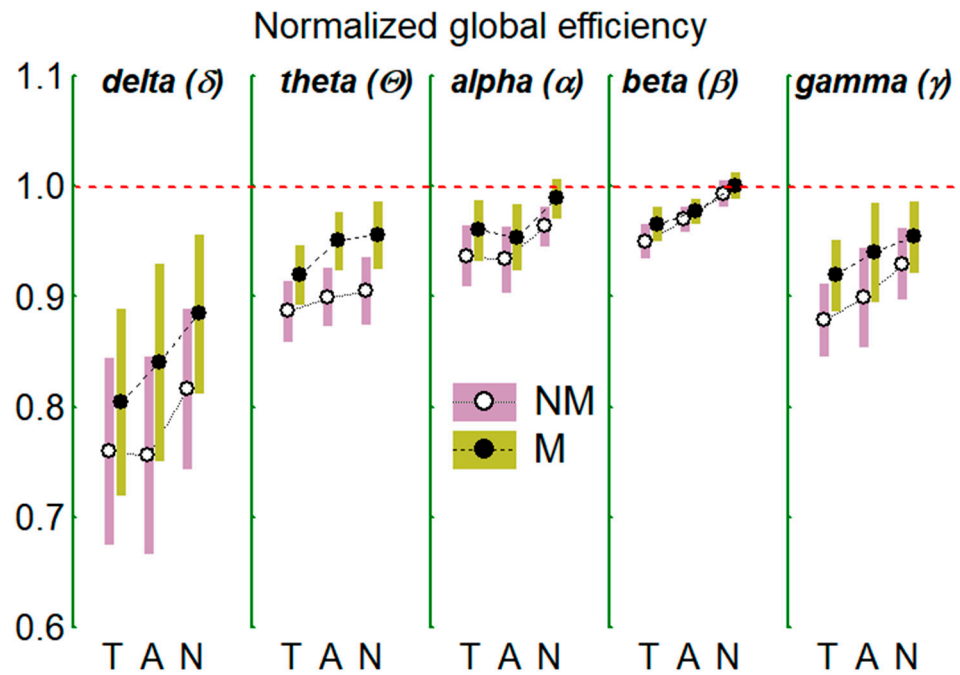 Normalized global efficiency
1.1
delta (δ) theta (Θ) alpha (α) beta (β) gamma (γ)
1.0
0.9
0.8
NM
M
0.7
0.6
T A N T A N T A N T A N T A N